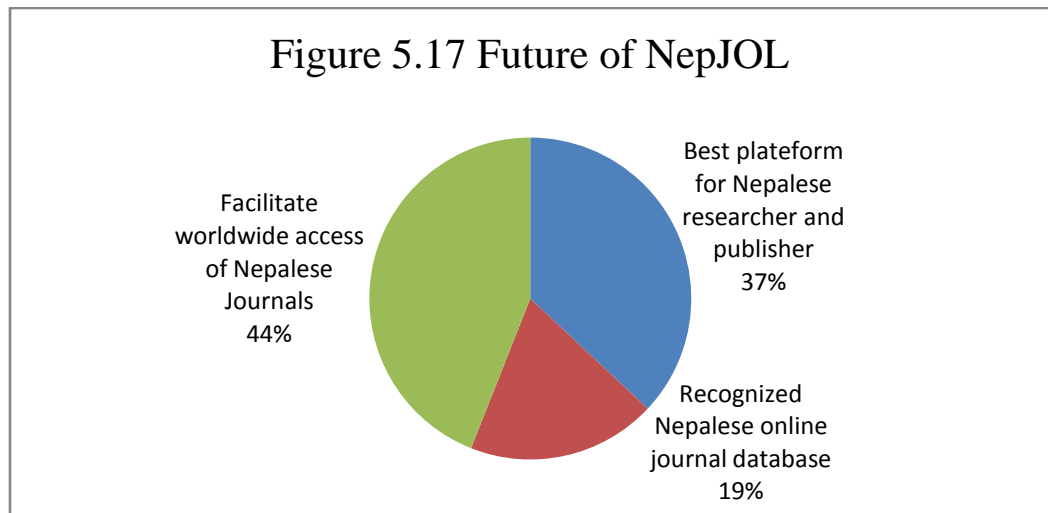 Figure 5.17 Future of NepJOL
Best plateform
for Nepalese
researcher and
publisher
37%
Recognized
Nepalese online
journal database
19%
Facilitate
worldwide access
of Nepalese
Journals
44%